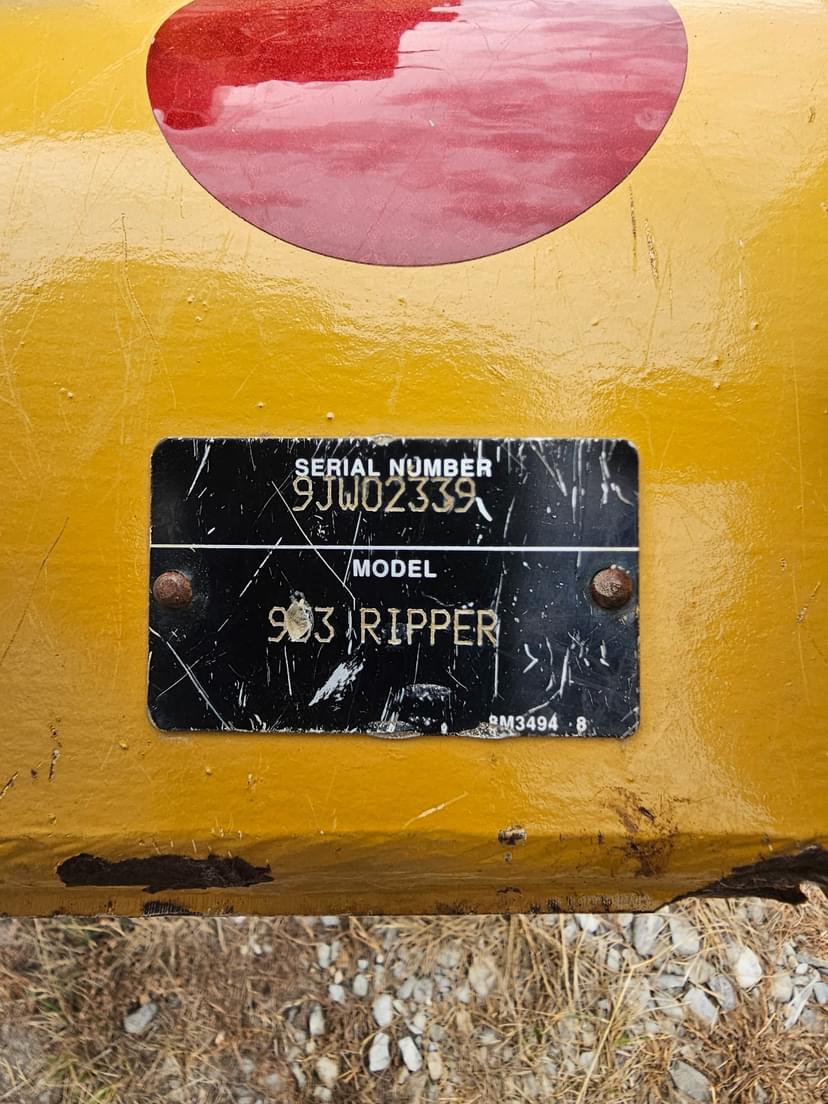 SERIAL NUMBER
9JW02339
MODEL
RIPPER
8M3494 8